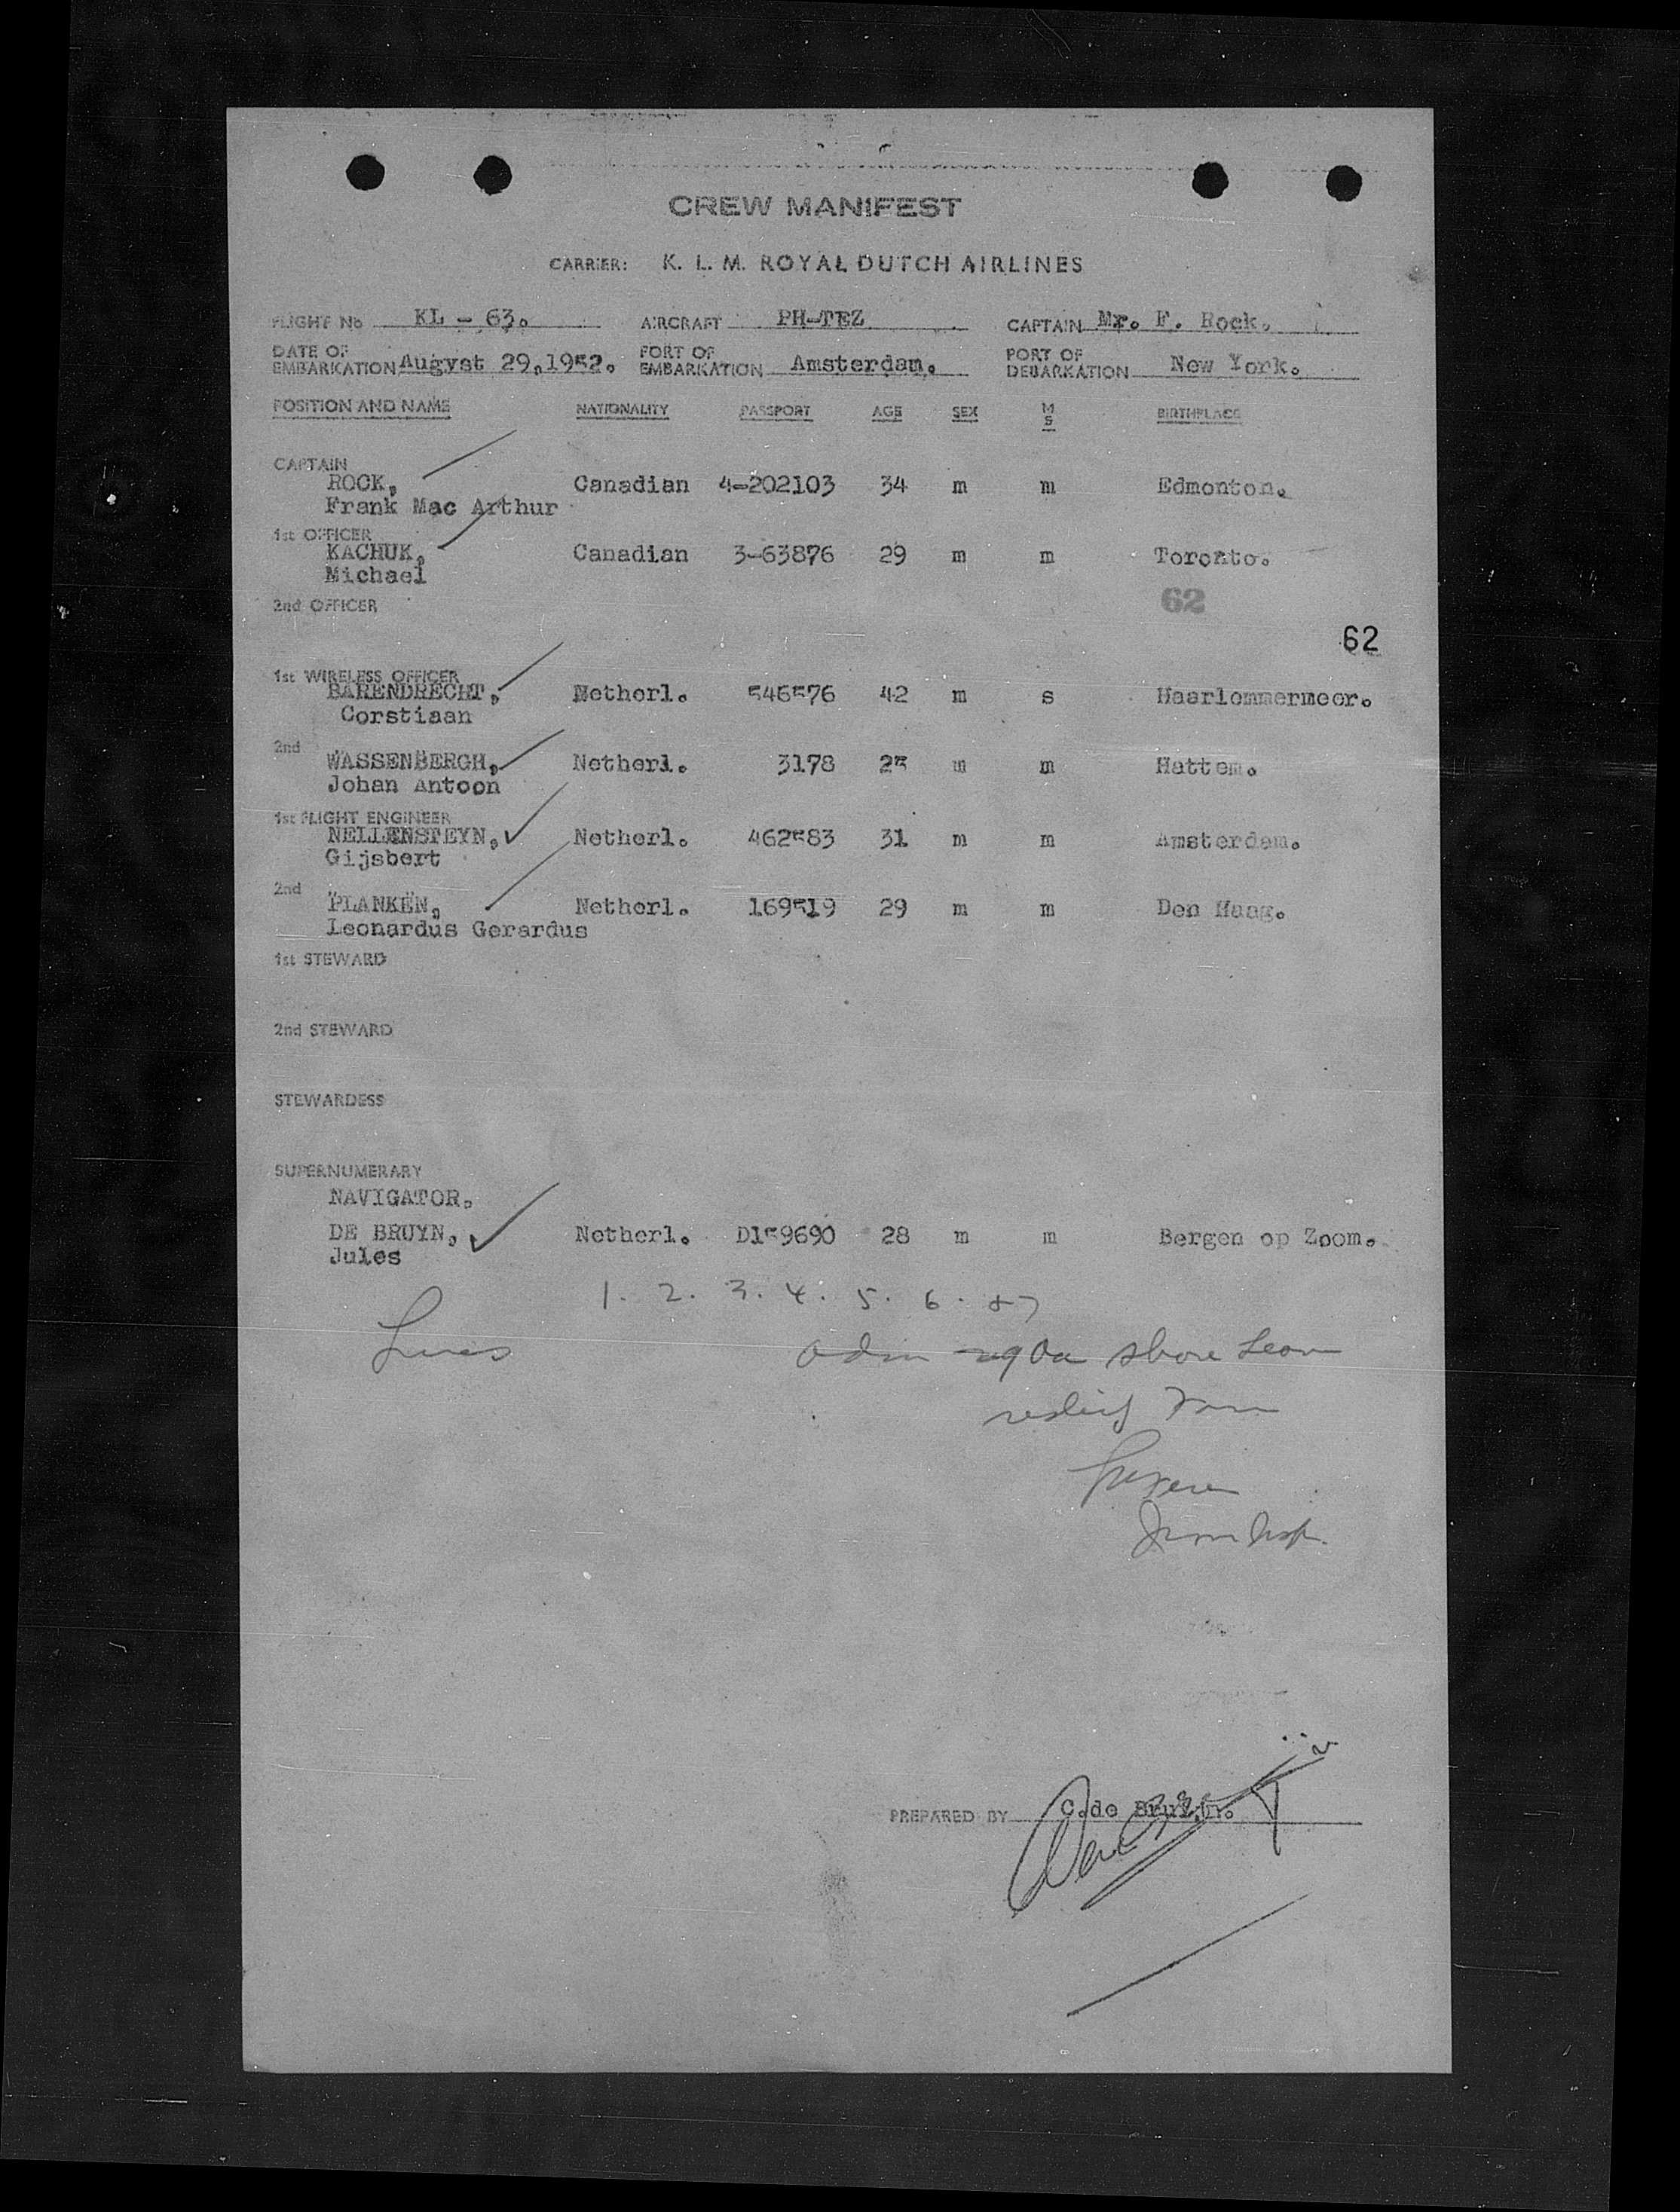 CREW MANIFEST
CARRIER: K. L. M. ROYAL DUTCH AIRLINES
FLIGHT No KL - 63. AIRCRAFT PH-TEZ CAPTAIN Mr. F. Rock.
DATE OF EMBARKATION Augyst 29,1952. PORT OF EMBARKATION Amsterdam. PORT OF DEBARKATION New York.
POSITION AND NAME NATIONALITY PASSPORT AGE SEX M S BIRTHPLACE
CAPTAIN
ROCK, Canadian 4-202103 34 m m Edmonton.
Frank Mac Arthur
1st OFFICER
KACHUK, Canadian 3-63876 29 m m Toronto.
Michael
2nd OFFICER 62
62
1st WIRELESS OFFICER
BARENDRECHT, Netherl. 546576 42 m s Haarlemmermeer.
Corstiaan
2nd " "
WASSENBERGH, Netherl. 3178 25 m m Hattem.
Johan Antoon
1st FLIGHT ENGINEER
NELLENSTEYN, Netherl. 462583 31 m m Amsterdam.
Gijsbert
2nd " "
PLANKEN, Netherl. 169519 29 m m Den Haag.
Leonardus Gerardus
1st STEWARD
2nd STEWARD
STEWARDESS
SUPERNUMERARY
NAVIGATOR.
DE BRUYN, Netherl. D159690 28 m m Bergen op Zoom.
Jules
1. 2. 3. 4. 5. 6. 87
shore Leave
PREPARED BY C.de Bruijn.